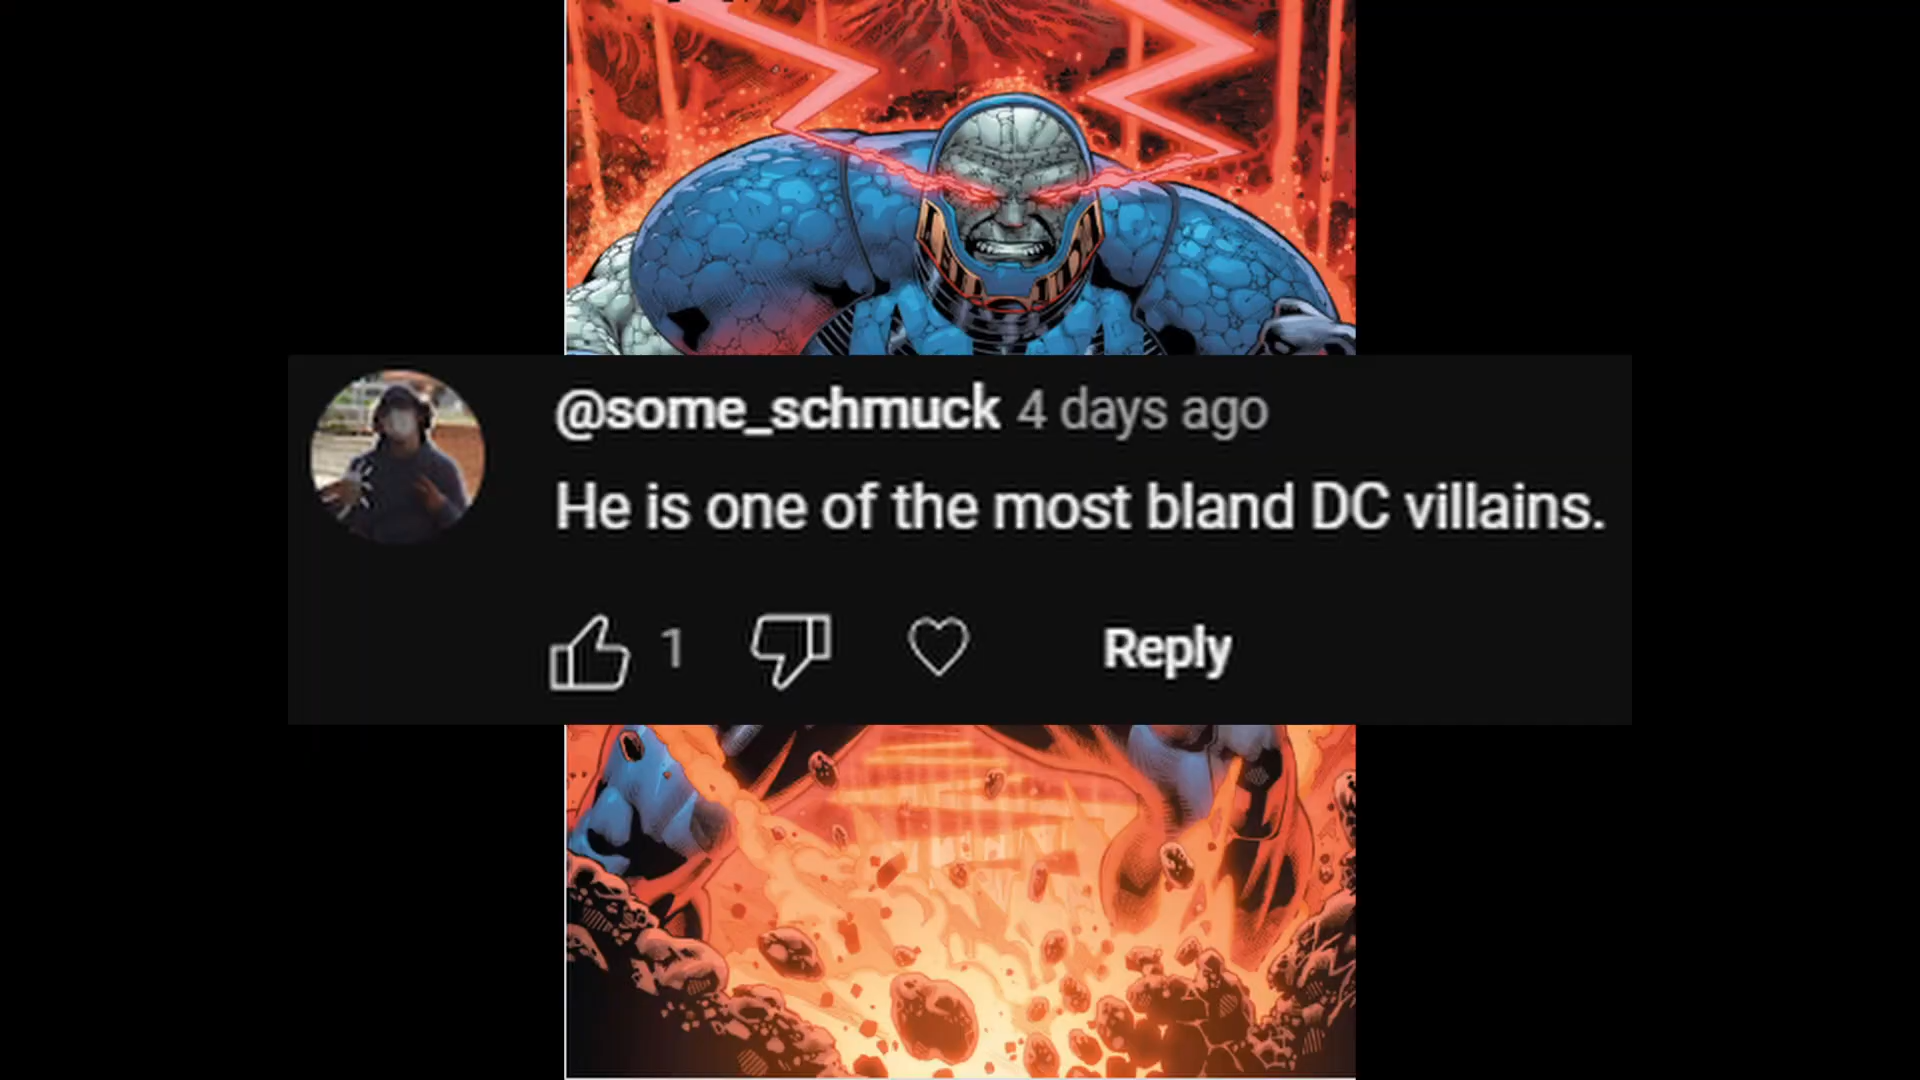 @some_schmuck 4 days ago
He is one of the most bland DC villains.
1 Reply